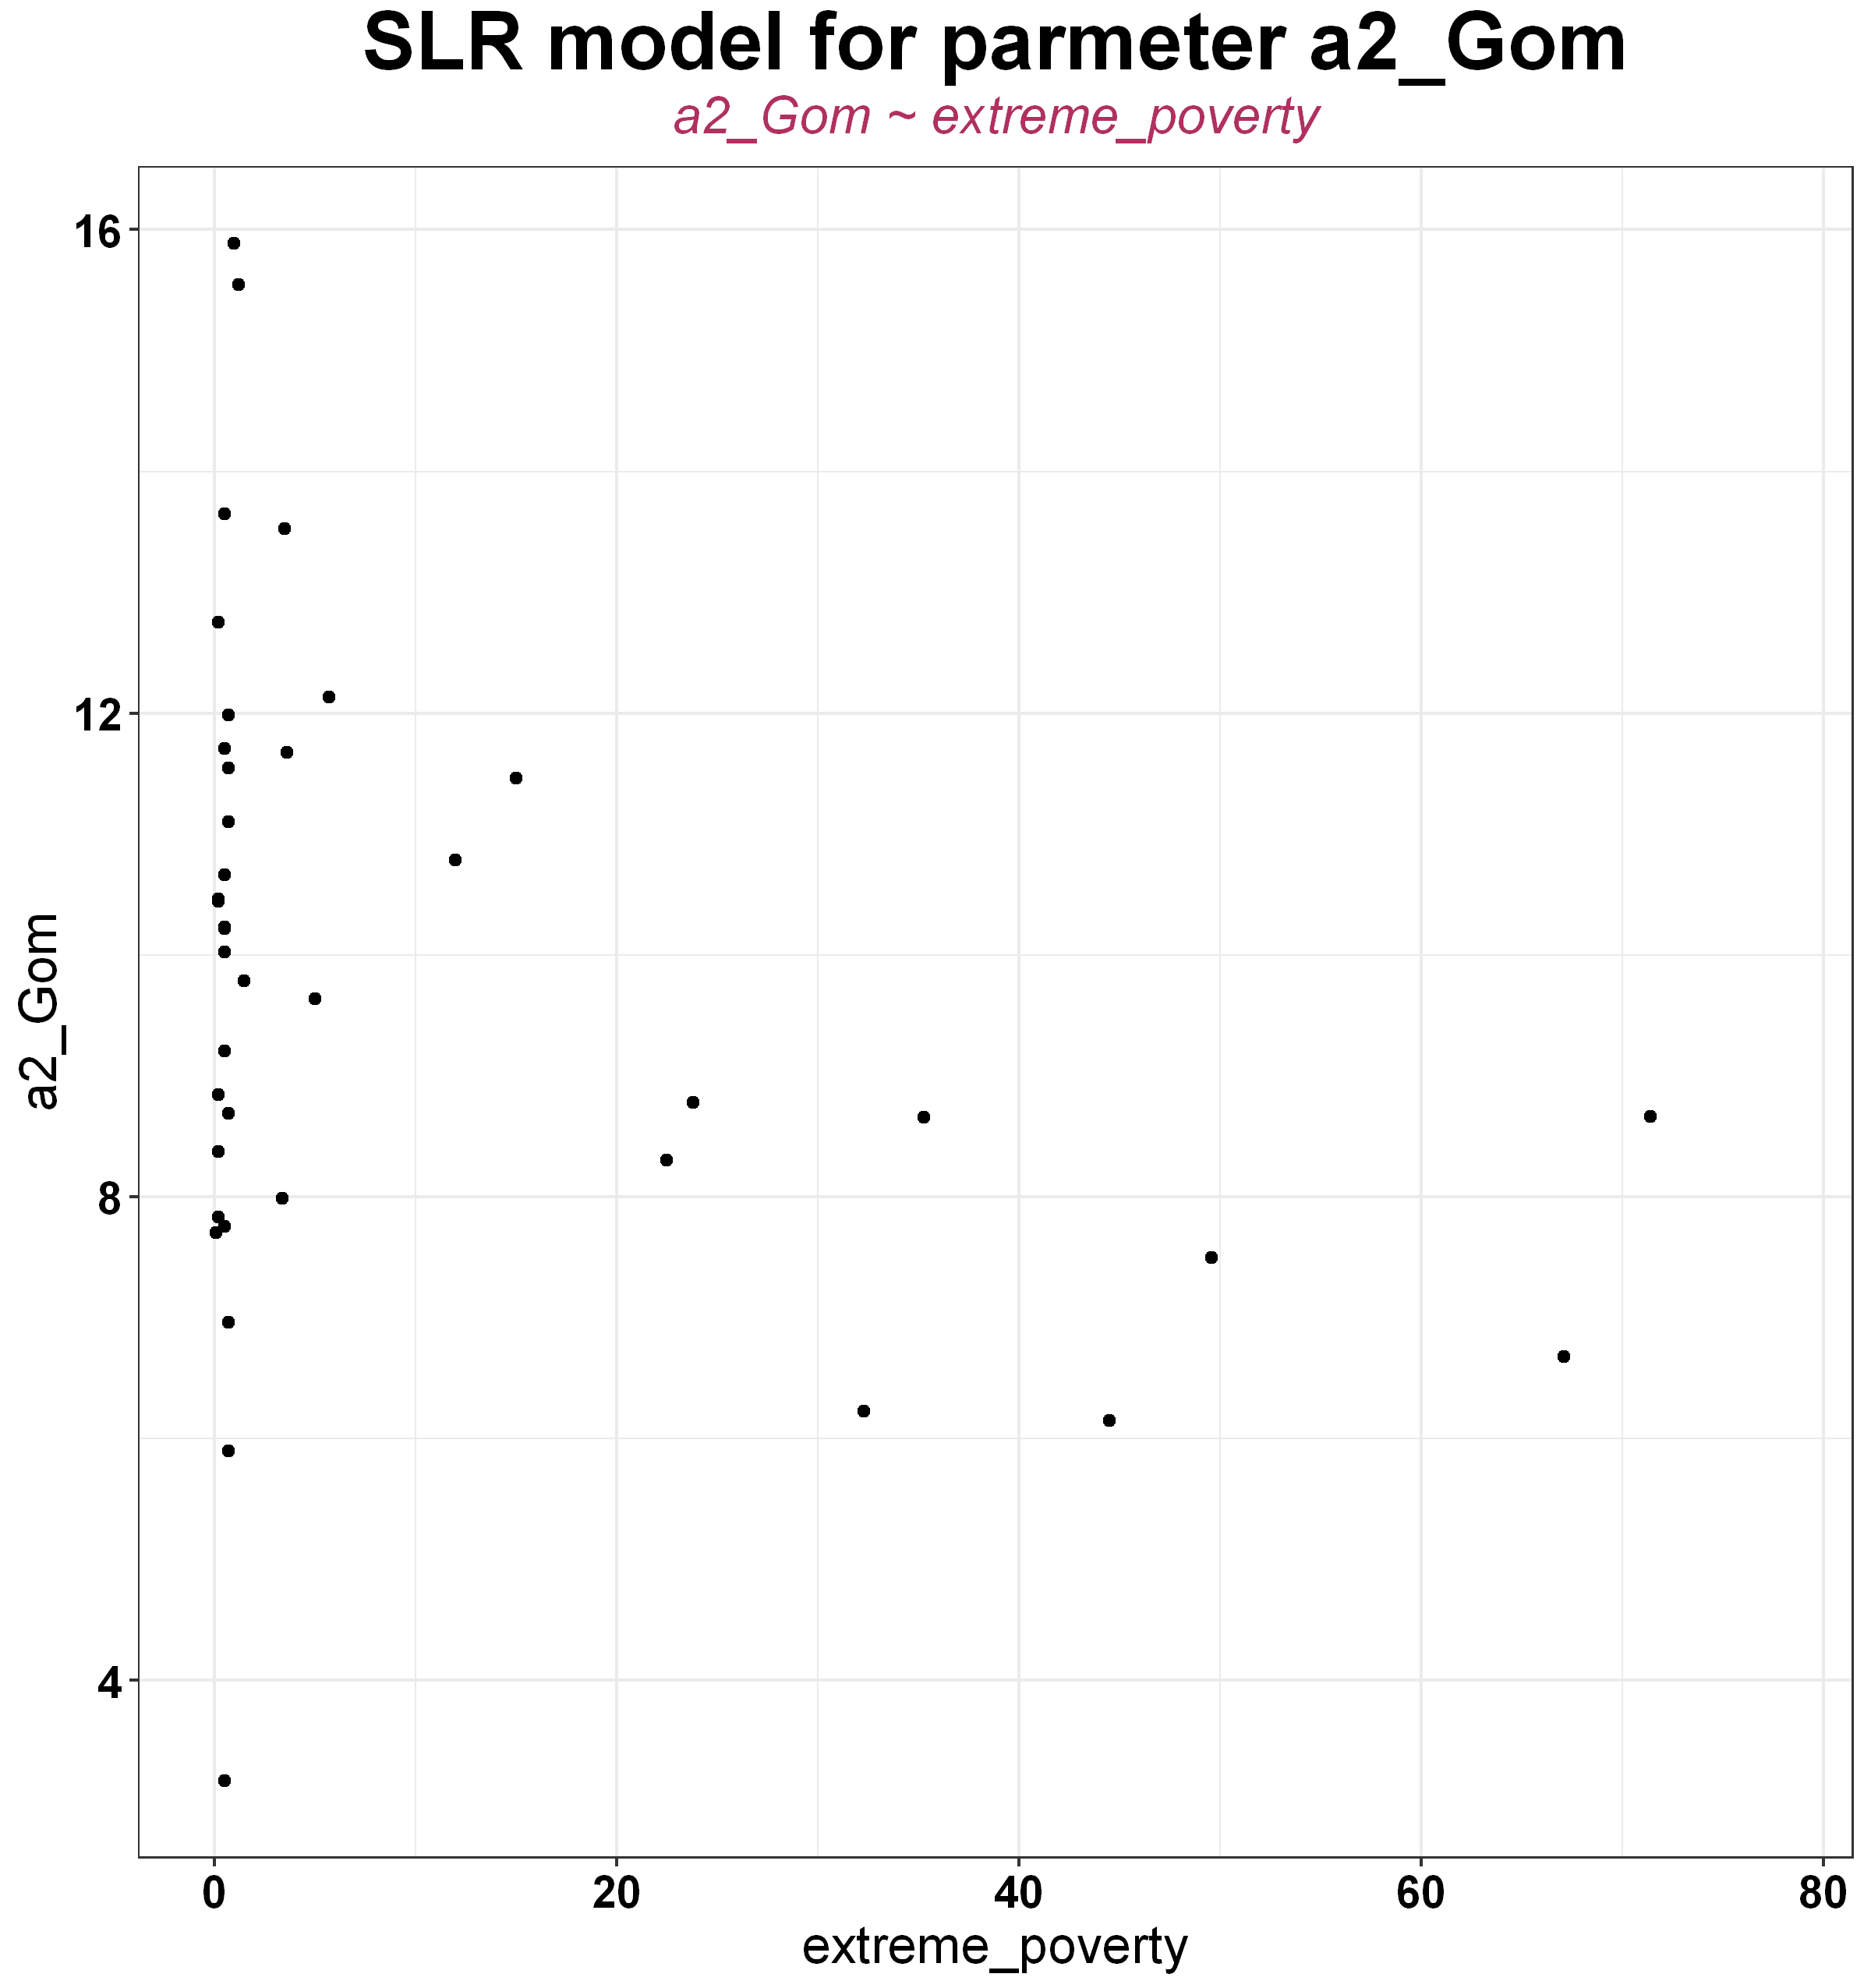 SLR model for parmeter a2_Gom
a2_Gom ~ extreme_poverty
16
12
8
4
a2_Gom
0 20 40 60 80
extreme_poverty